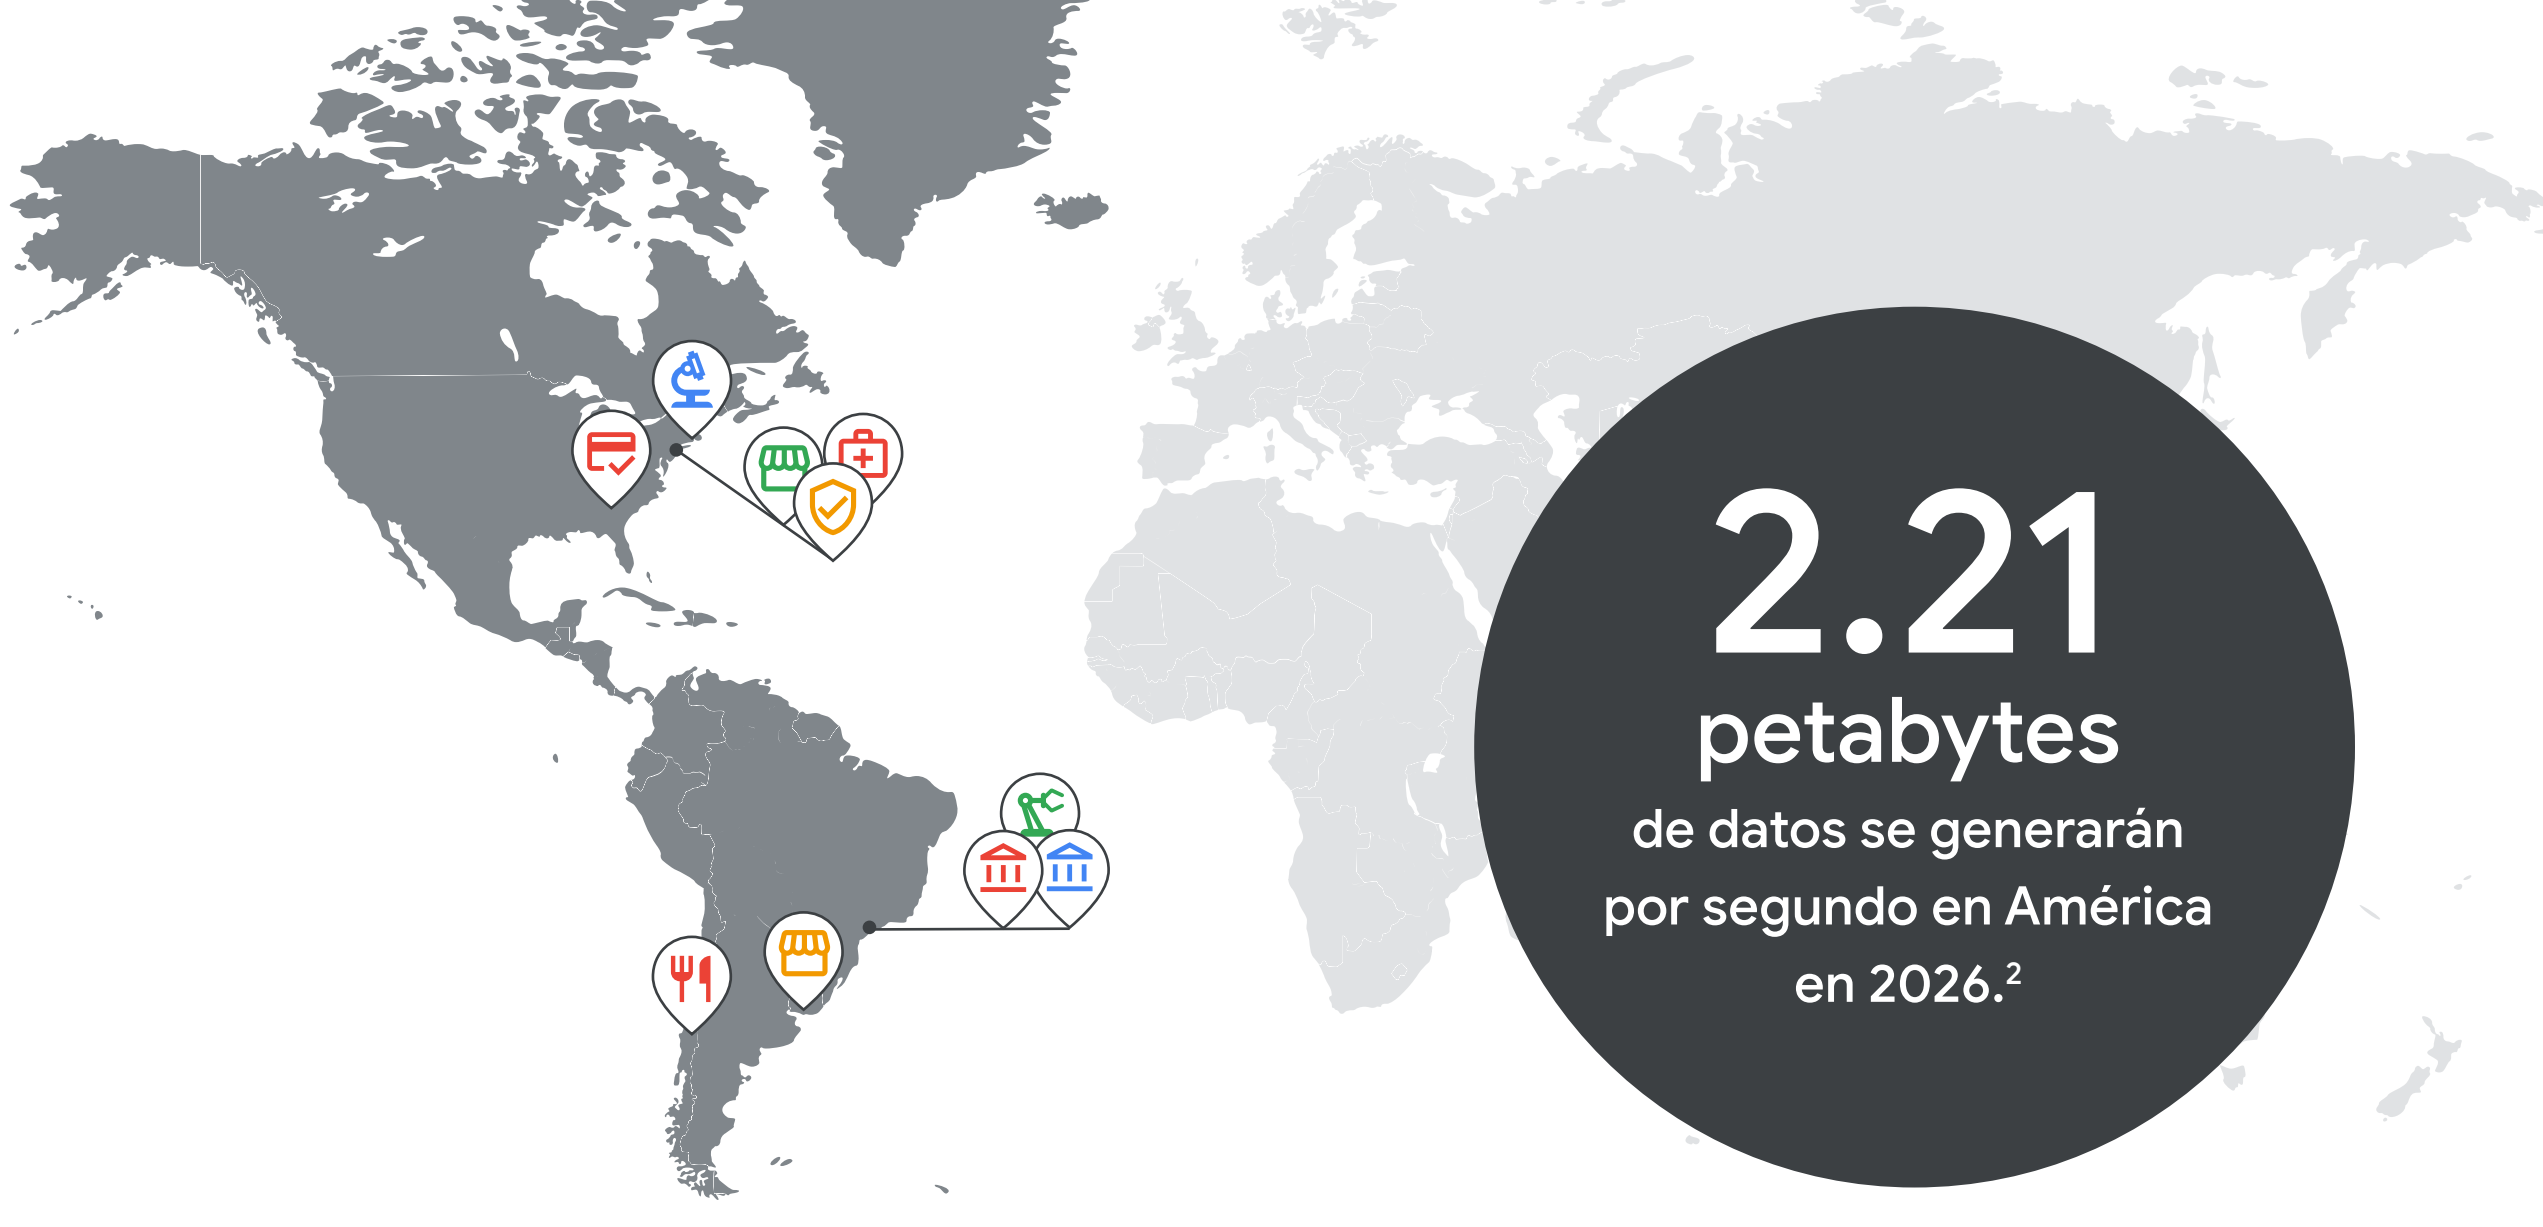 2.21
petabytes
de datos se generarán
por segundo en América
en 2026.²